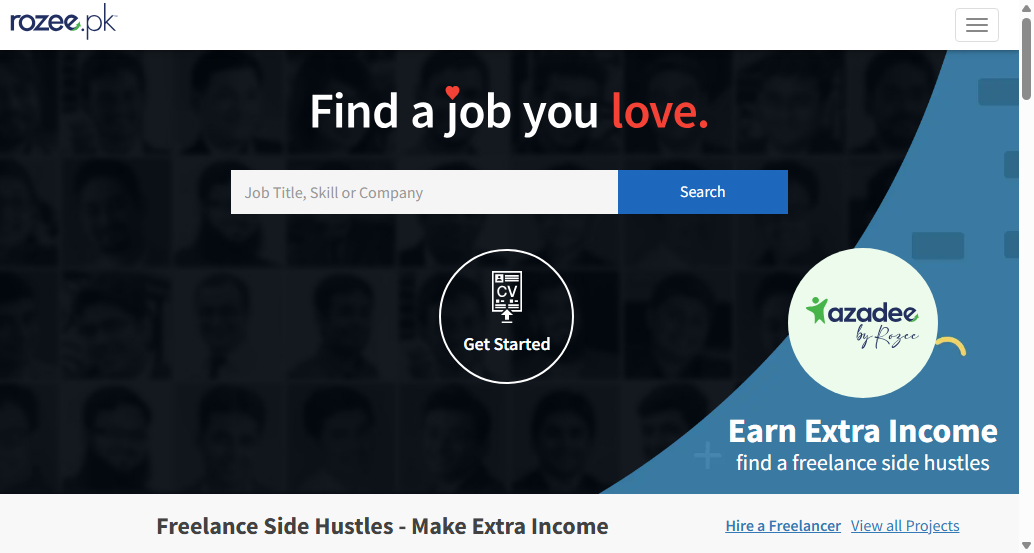 rozee.pk
Find a job you love.
Job Title, Skill or Company
Search
CV
Get Started
azadee
by Rozee
Earn Extra Income
find a freelance side hustles
Freelance Side Hustles - Make Extra Income
Hire a Freelancer View all Projects